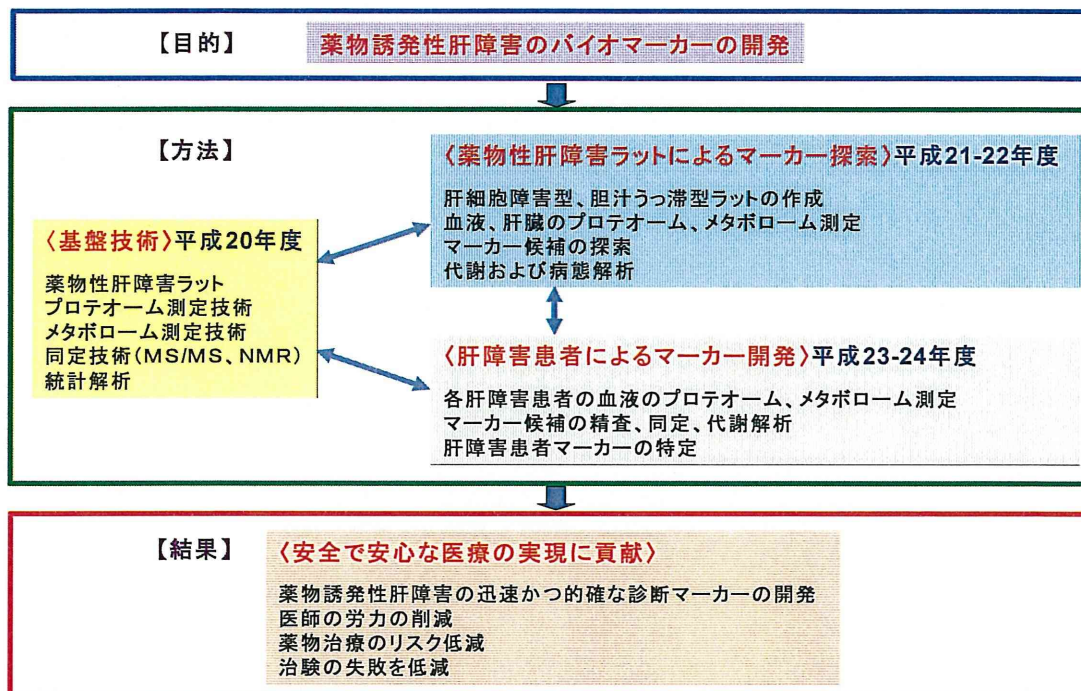 【目的】 薬物誘発性肝障害のバイオマーカーの開発
【方法】
〈基盤技術〉平成20年度
薬物性肝障害ラット
プロテオーム測定技術
メタボローム測定技術
同定技術(MS/MS、NMR)
統計解析
〈薬物性肝障害ラットによるマーカー探索〉平成21-22年度
肝細胞障害型、胆汁うっ滞型ラットの作成
血液、肝臓のプロテオーム、メタボローム測定
マーカー候補の探索
代謝および病態解析
〈肝障害患者によるマーカー開発〉平成23-24年度
各肝障害患者の血液のプロテオーム、メタボローム測定
マーカー候補の精査、同定、代謝解析
肝障害患者マーカーの特定
【結果】 〈安全で安心な医療の実現に貢献〉
薬物誘発性肝障害の迅速かつ的確な診断マーカーの開発
医師の労力の削減
薬物治療のリスク低減
治験の失敗を低減